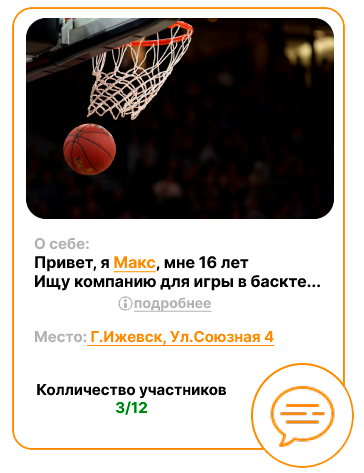 О себе:
Привет, я Макс, мне 16 лет
Ищу компанию для игры в баскте...
подробнее
Место: Г.Ижевск, Ул.Союзная 4
Колличество участников
3/12